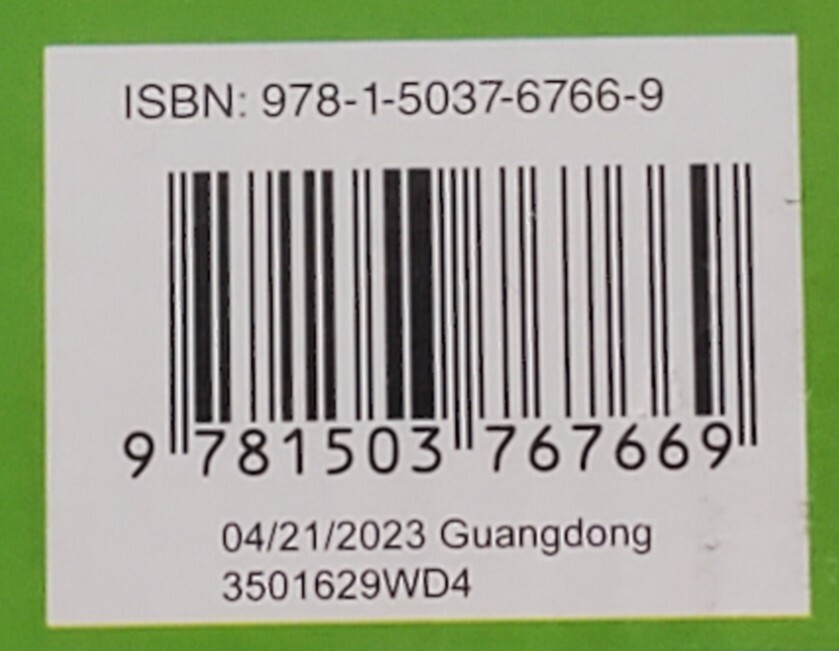 ISBN: 978-1-5037-6766-9
9 781503 767669
04/21/2023 Guangdong
3501629WD4